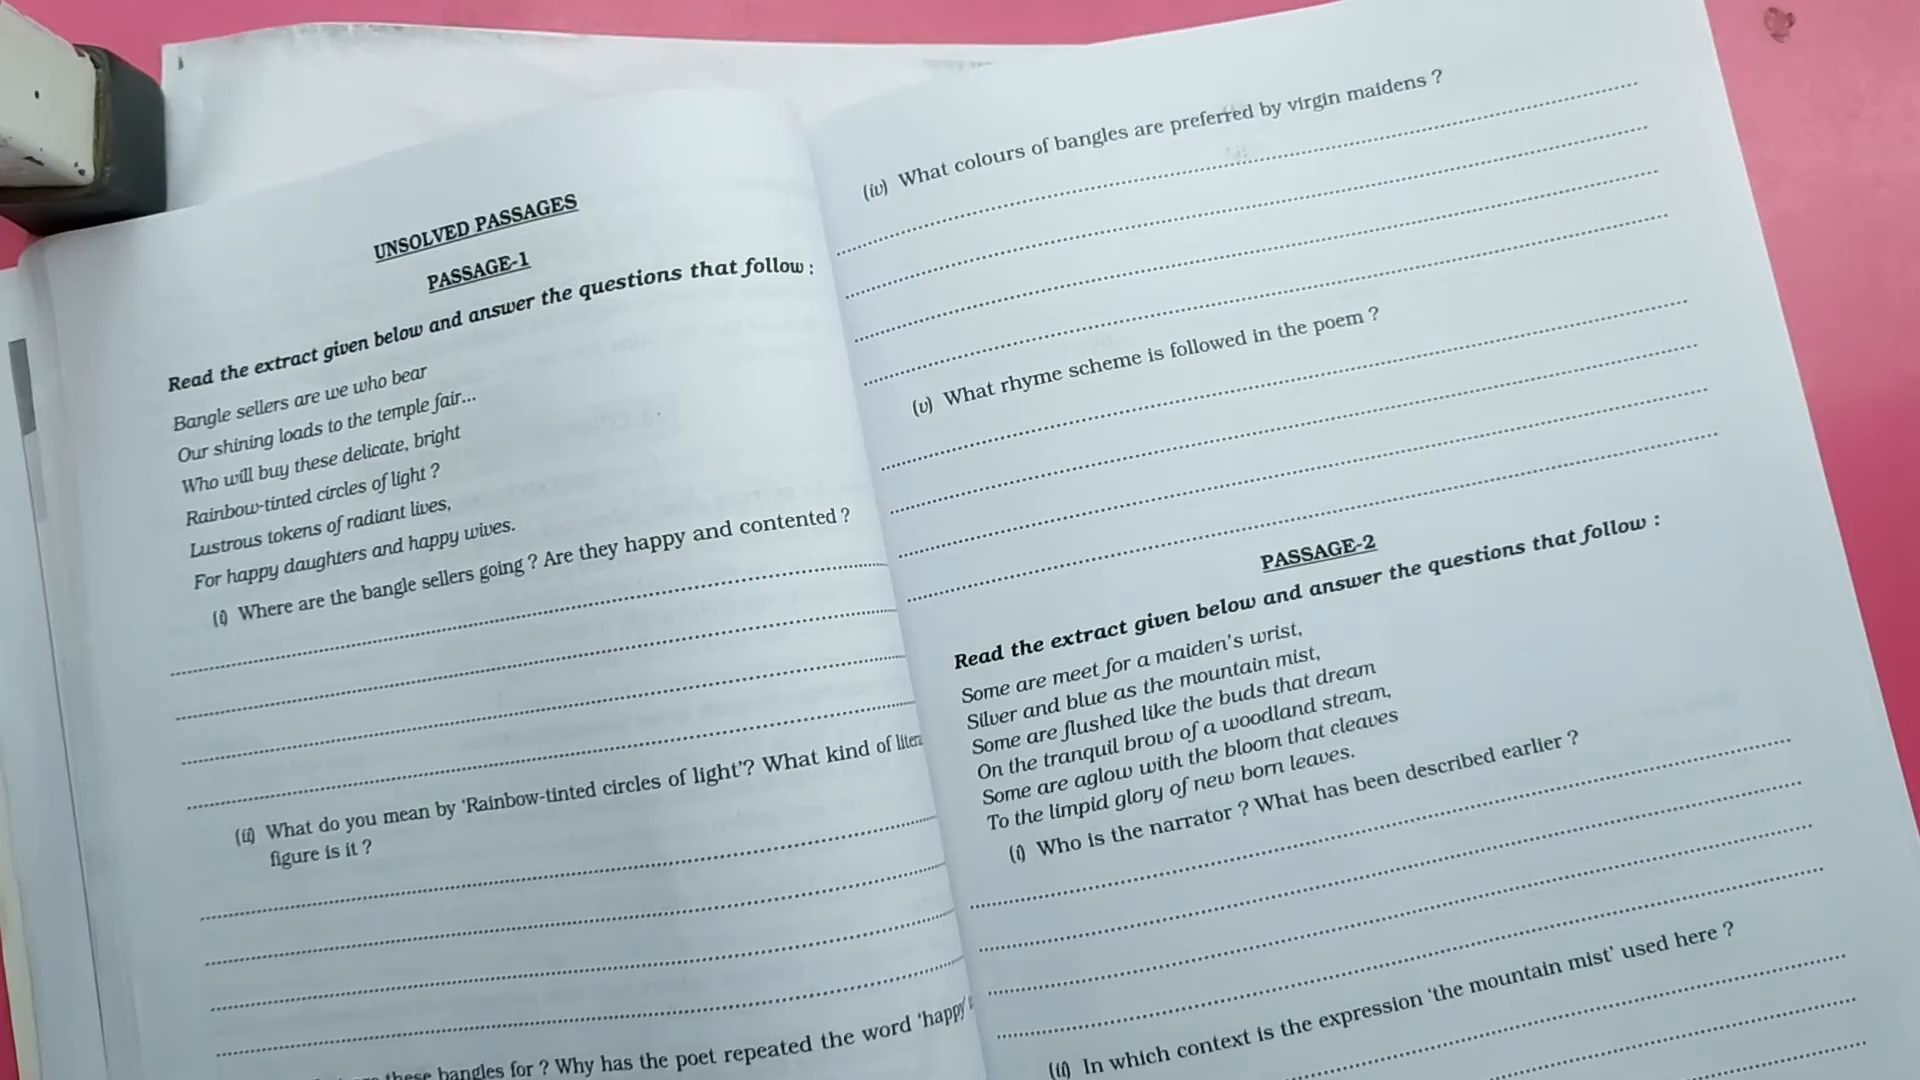 UNSOLVED PASSAGES
PASSAGE-1
Read the extract given below and answer the questions that follow :
Bangle sellers are we who bear
Our shining loads to the temple fair...
Who will buy these delicate, bright
Rainbow-tinted circles of light ?
Lustrous tokens of radiant lives,
For happy daughters and happy wives.
(i) Where are the bangle sellers going ? Are they happy and contented ?
(ii) What do you mean by 'Rainbow-tinted circles of light'? What kind of
figure is it ?
these bangles for ? Why has the poet repeated the word 'happy'
(iv) What colours of bangles are preferred by virgin maidens ?
(v) What rhyme scheme is followed in the poem ?
PASSAGE-2
Read the extract given below and answer the questions that follow :
Some are meet for a maiden's wrist,
Silver and blue as the mountain mist,
Some are flushed like the buds that dream
On the tranquil brow of a woodland stream,
Some are aglow with the bloom that cleaves
To the limpid glory of new born leaves.
(i) Who is the narrator ? What has been described earlier ?
(ii) In which context is the expression 'the mountain mist' used here ?